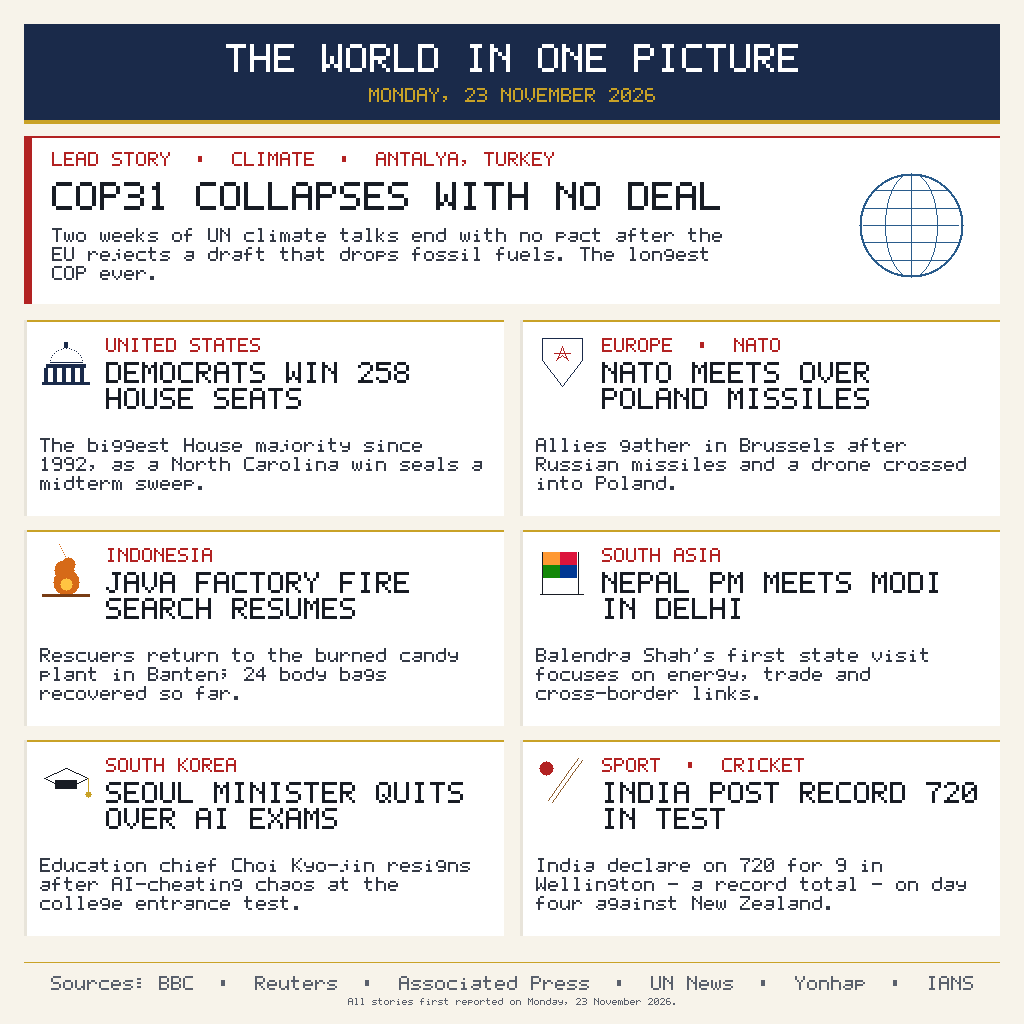 THE WORLD IN ONE PICTURE
MONDAY, 23 NOVEMBER 2026
LEAD STORY ▪ CLIMATE ▪ ANTALYA, TURKEY
COP31 COLLAPSES WITH NO DEAL
Two weeks of UN climate talks end with no pact after the
EU rejects a draft that drops fossil fuels. The longest
COP ever.
UNITED STATES
DEMOCRATS WIN 258
HOUSE SEATS
The biggest House majority since
1992, as a North Carolina win seals a
midterm sweep.
EUROPE ▪ NATO
NATO MEETS OVER
POLAND MISSILES
Allies gather in Brussels after
Russian missiles and a drone crossed
into Poland.
INDONESIA
JAVA FACTORY FIRE
SEARCH RESUMES
Rescuers return to the burned candy
plant in Banten; 24 body bags
recovered so far.
SOUTH ASIA
NEPAL PM MEETS MODI
IN DELHI
Balendra Shah's first state visit
focuses on energy, trade and
cross-border links.
SOUTH KOREA
SEOUL MINISTER QUITS
OVER AI EXAMS
Education chief Choi Kyo-jin resigns
after AI-cheating chaos at the
college entrance test.
SPORT ▪ CRICKET
INDIA POST RECORD 720
IN TEST
India declare on 720 for 9 in
Wellington – a record total – on day
four against New Zealand.
Sources: BBC ▪ Reuters ▪ Associated Press ▪ UN News ▪ Yonhap ▪ IANS
All stories first reported on Monday, 23 November 2026.